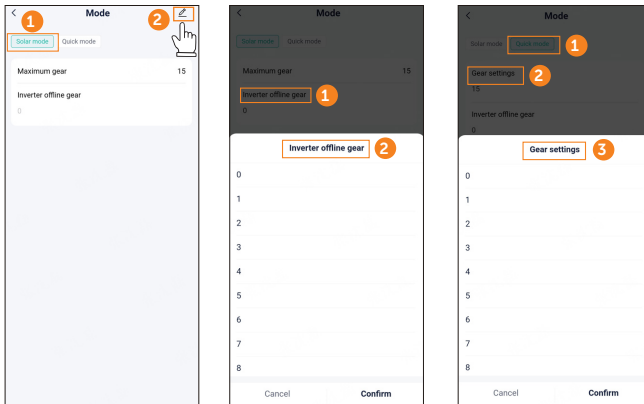 Mode
1
2
Solar mode
Quick mode
Maximum gear 15
Inverter offline gear
0
Mode
Solar mode
Quick mode
Maximum gear 15
Inverter offline gear
1
0
Inverter offline gear
2
0
1
2
3
4
5
6
7
8
Cancel
Confirm
Mode
Solar mode
Quick mode
1
Gear settings
2
15
Inverter offline gear
0
Gear settings
3
0
1
2
3
4
5
6
7
8
Cancel
Confirm